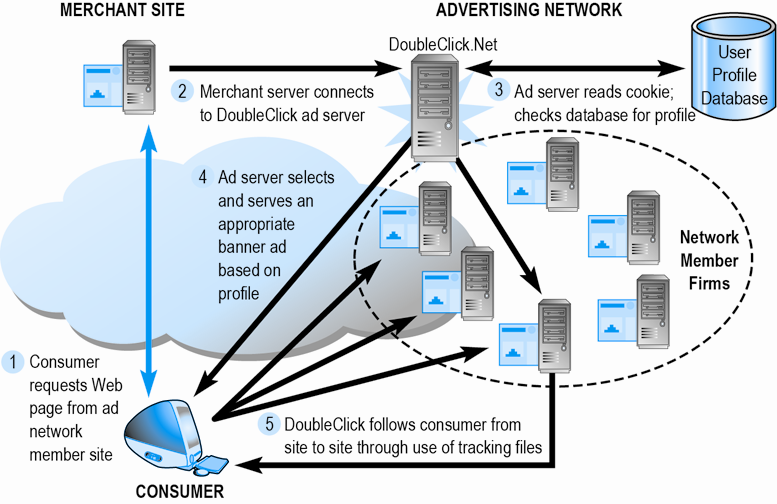 MERCHANT SITE
ADVERTISING NETWORK
DoubleClick.Net
User
Profile
Database
2 Merchant server connects
to DoubleClick ad server
3 Ad server reads cookie;
checks database for profile
4 Ad server selects
and serves an
appropriate
banner ad
based on
profile
Network
Member
Firms
1 Consumer
requests Web
page from ad
network
member site
5 DoubleClick follows consumer from
site to site through use of tracking files
CONSUMER